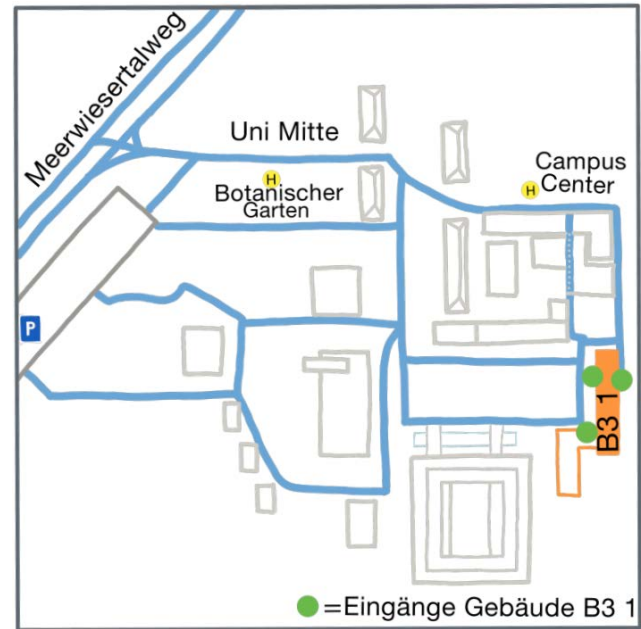 Meerwiesertalweg
Uni Mitte
H
Botanischer
Garten
Campus
Center
H
P
B3 1
=Eingänge Gebäude B3 1